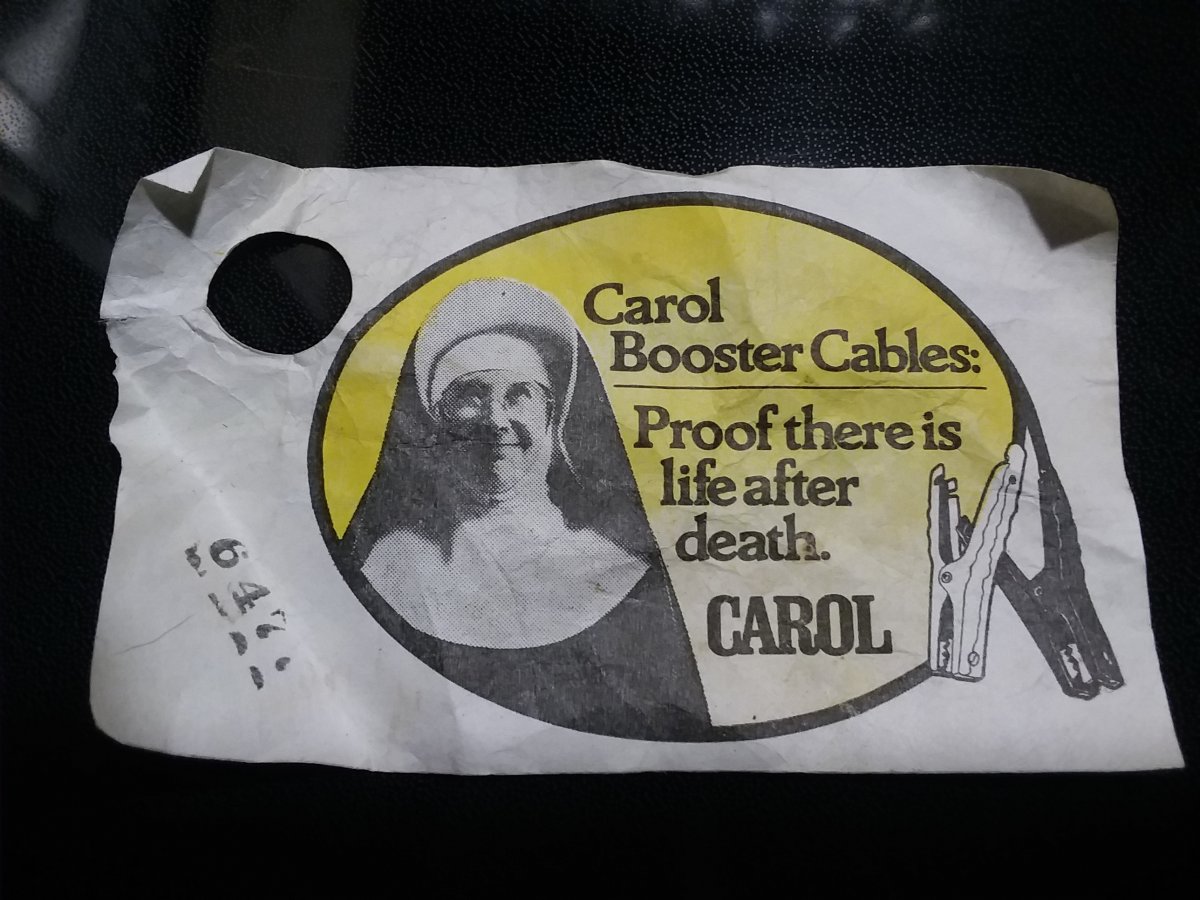 Carol
Booster Cables:
Proof there is
life after
death.
CAROL